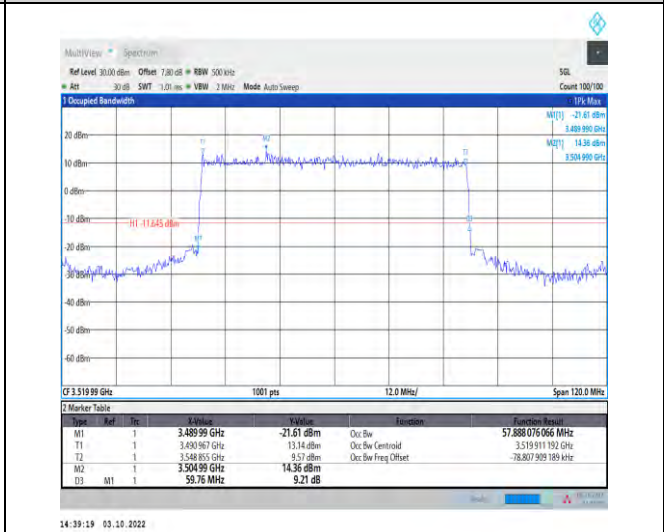 MultiView Spectrum
Ref Level 30.00 dBm Offset 7.80 dB RBW 500 kHz SGL
Att 30 dB SWT 1.01 ms VBW 2 MHz Mode Auto Sweep Count 100/100
1 Occupied Bandwidth 1Pk Max
M1[1] -21.61 dBm
3.489 990 GHz
M2[1] 14.36 dBm
3.504 990 GHz
T1
M2
T2
20 dBm
10 dBm
0 dBm
-10 dBm
H1 -11.645 dBm
D3
M1
-20 dBm
-30 dBm
-40 dBm
-50 dBm
-60 dBm
CF 3.519 99 GHz 1001 pts 12.0 MHz/ Span 120.0 MHz
2 Marker Table
Type Ref Trc X-Value Y-Value Function Function Result
M1 1 3.489 99 GHz -21.61 dBm Occ Bw 57.888 076 066 MHz
T1 1 3.490 967 GHz 13.14 dBm Occ Bw Centroid 3.519 911 192 GHz
T2 1 3.548 855 GHz 9.57 dBm Occ Bw Freq Offset -78.807 909 189 kHz
M2 1 3.504 99 GHz 14.36 dBm
D3 M1 1 59.76 MHz 9.21 dB
14:39:19 03.10.2022